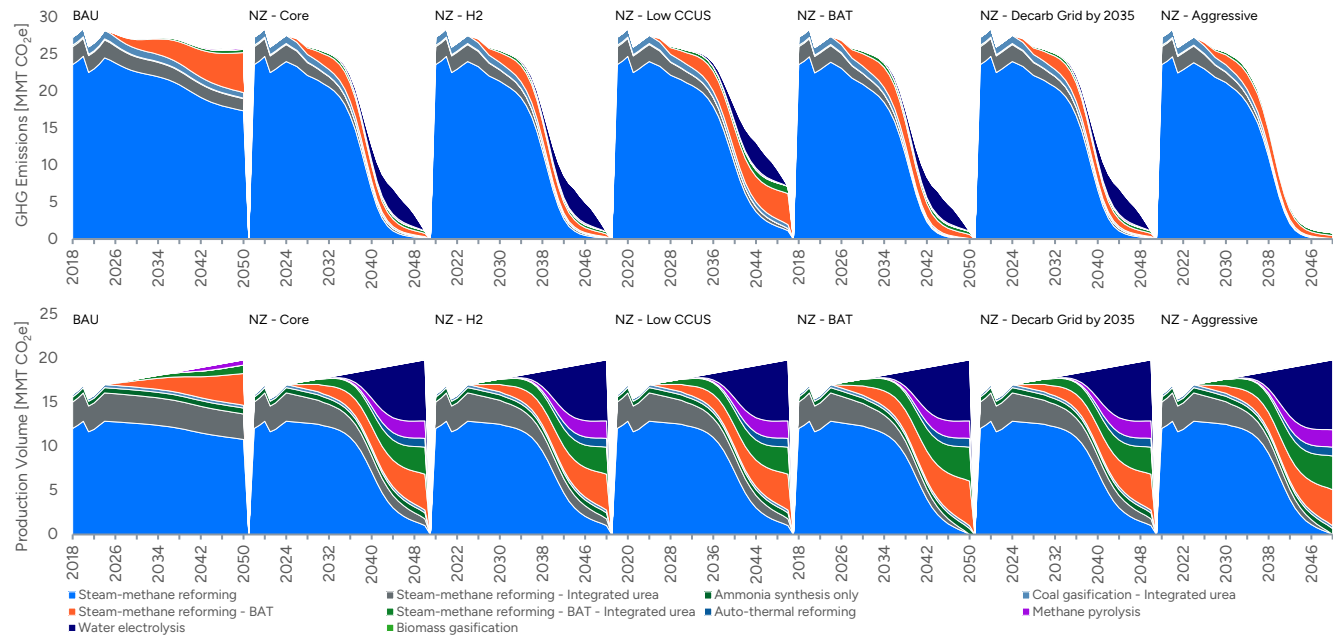 GHG Emissions [MMT CO2e]
30
25
20
15
10
5
0
BAU
NZ - Core
NZ - H2
NZ - Low CCUS
NZ - BAT
NZ - Decarb Grid by 2035
NZ - Aggressive
2018 2026 2034 2042 2050 2024 2032 2040 2048 2022 2030 2038 2046 2020 2028 2036 2044 2018 2026 2034 2042 2050 2024 2032 2040 2048 2022 2030 2038 2046
Production Volume [MMT CO2e]
25
20
15
10
5
0
BAU
NZ - Core
NZ - H2
NZ - Low CCUS
NZ - BAT
NZ - Decarb Grid by 2035
NZ - Aggressive
2018 2026 2034 2042 2050 2024 2032 2040 2048 2022 2030 2038 2046 2020 2028 2036 2044 2018 2026 2034 2042 2050 2024 2032 2040 2048 2022 2030 2038 2046
Steam-methane reforming
Steam-methane reforming - Integrated urea
Ammonia synthesis only
Coal gasification - Integrated urea
Steam-methane reforming - BAT
Steam-methane reforming - BAT - Integrated urea
Auto-thermal reforming
Methane pyrolysis
Water electrolysis
Biomass gasification